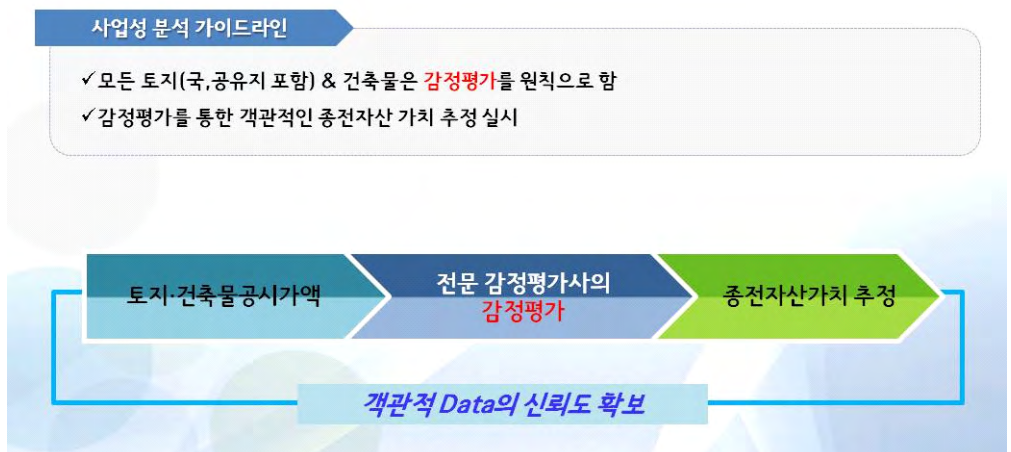 사업성 분석 가이드라인
✓모든 토지(국,공유지 포함) & 건축물은 감정평가를 원칙으로 함
✓감정평가를 통한 객관적인 종전자산 가치 추정 실시
토지·건축물공시가액
전문 감정평가사의
감정평가
종전자산가치 추정
객관적 Data의 신뢰도 확보